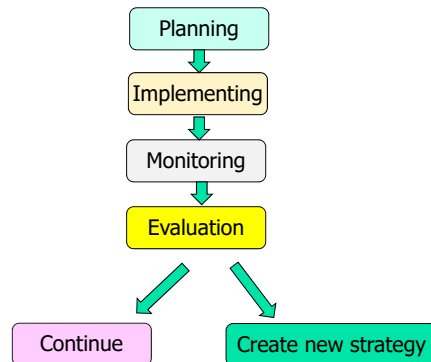 Planning
Implementing
Monitoring
Evaluation
Continue
Create new strategy